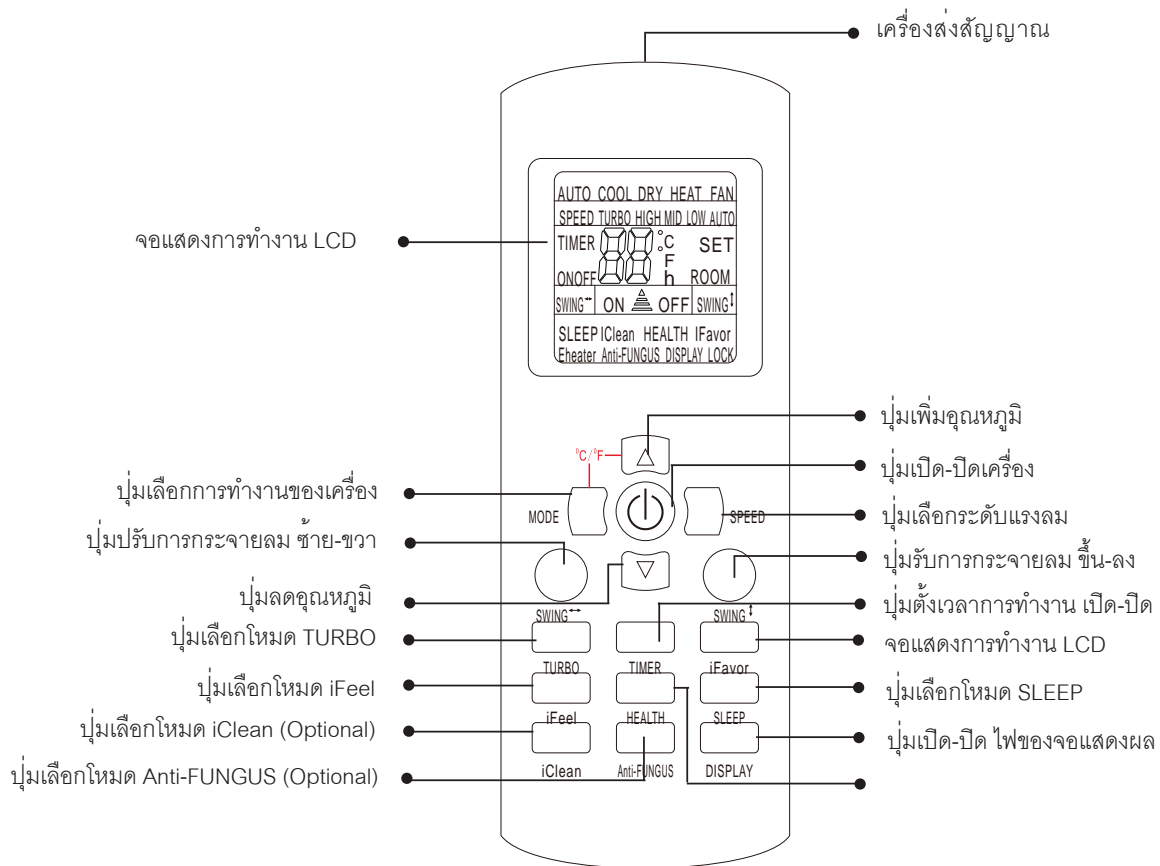 เครื่องส่งสัญญาณ
AUTO COOL DRY HEAT FAN
SPEED TURBO HIGH MID LOW AUTO
จอแสดงการทำงาน LCD
TIMER 88 °C SET
F
ONOFF h ROOM
SWING↔ ON OFF SWING↕
SLEEP IClean HEALTH IFavor
Eheater Anti-FUNGUS DISPLAY LOCK
ปุ่มเพิ่มอุณหภูมิ
°C/°F
ปุ่มเปิด-ปิดเครื่อง
ปุ่มเลือกการทำงานของเครื่อง
MODE SPEED
ปุ่มเลือกระดับแรงลม
ปุ่มปรับการกระจายลม ซ้าย-ขวา
ปุ่มรับการกระจายลม ขึ้น-ลง
ปุ่มลดอุณหภูมิ
ปุ่มตั้งเวลาการทำงาน เปิด-ปิด
SWING↔ SWING↕
ปุ่มเลือกโหมด TURBO
จอแสดงการทำงาน LCD
TURBO TIMER iFavor
ปุ่มเลือกโหมด iFeel
ปุ่มเลือกโหมด SLEEP
iFeel HEALTH SLEEP
ปุ่มเลือกโหมด iClean (Optional)
ปุ่มเปิด-ปิด ไฟของจอแสดงผล
ปุ่มเลือกโหมด Anti-FUNGUS (Optional)
iClean Anti-FUNGUS DISPLAY